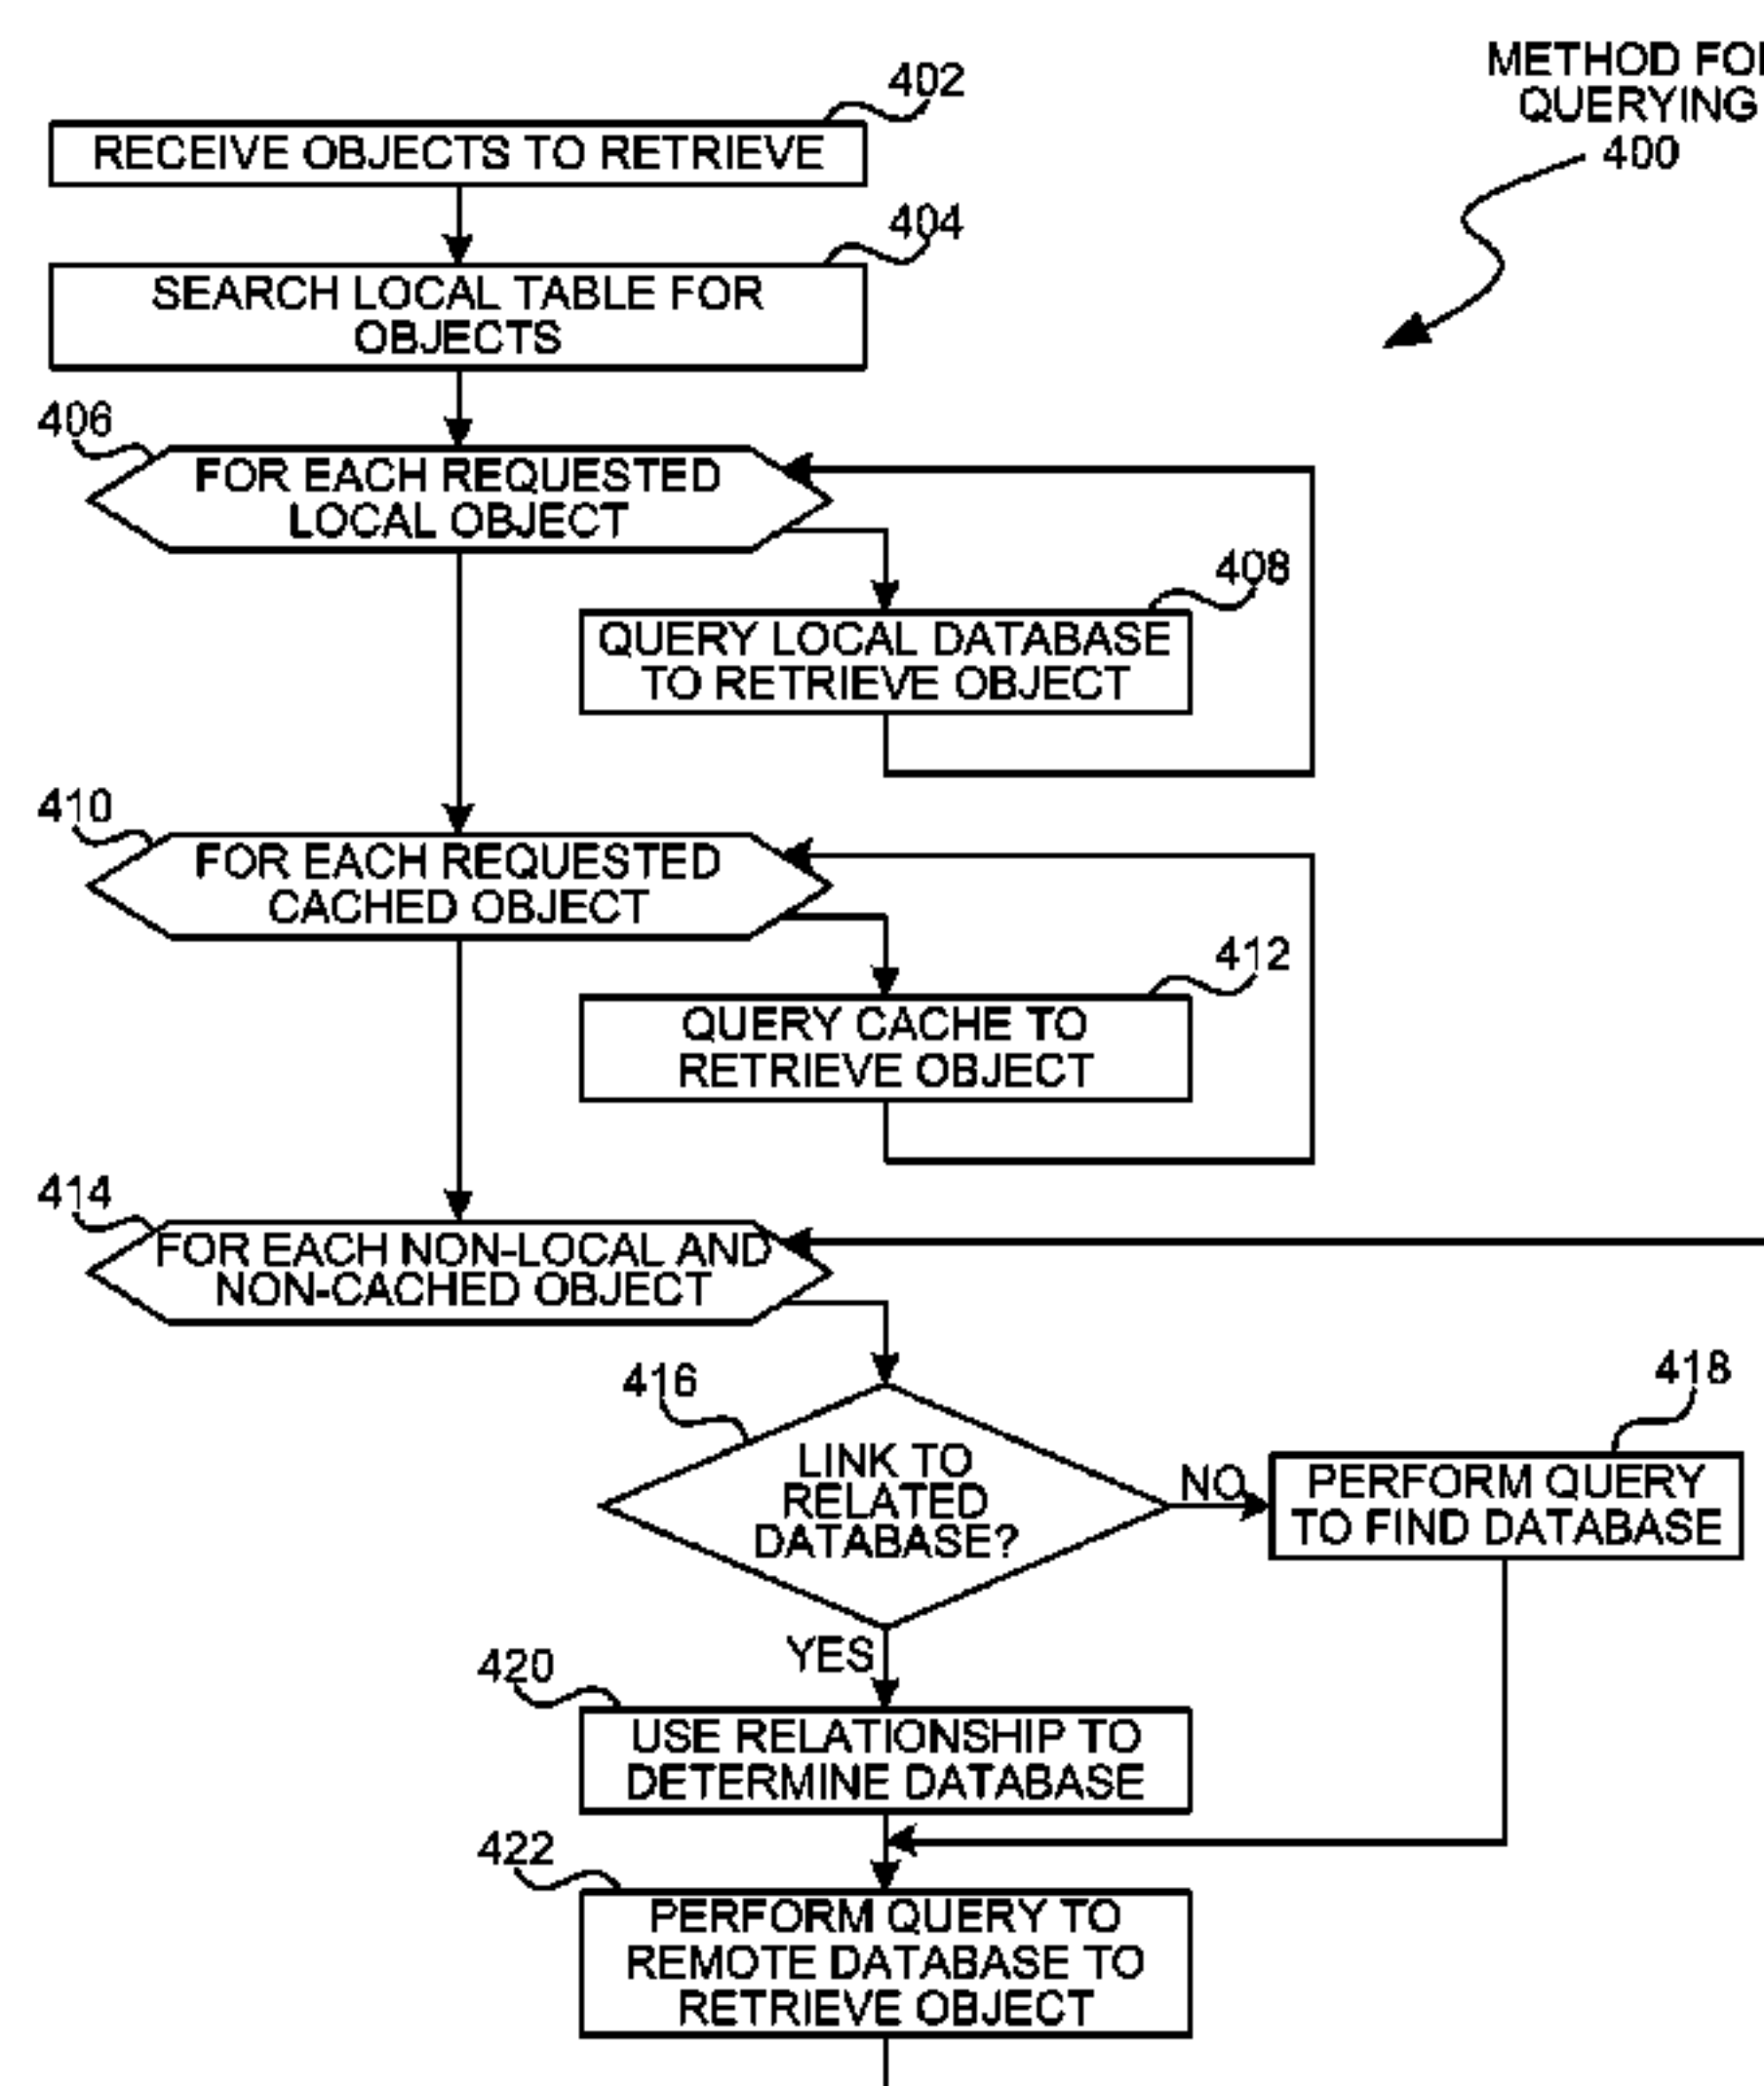 METHOD FOR
QUERYING
400
402
RECEIVE OBJECTS TO RETRIEVE
404
SEARCH LOCAL TABLE FOR
OBJECTS
406
FOR EACH REQUESTED
LOCAL OBJECT
408
QUERY LOCAL DATABASE
TO RETRIEVE OBJECT
410
FOR EACH REQUESTED
CACHED OBJECT
412
QUERY CACHE TO
RETRIEVE OBJECT
414
FOR EACH NON-LOCAL AND
NON-CACHED OBJECT
416
LINK TO
RELATED
DATABASE?
NO
418
PERFORM QUERY
TO FIND DATABASE
YES
420
USE RELATIONSHIP TO
DETERMINE DATABASE
422
PERFORM QUERY TO
REMOTE DATABASE TO
RETRIEVE OBJECT